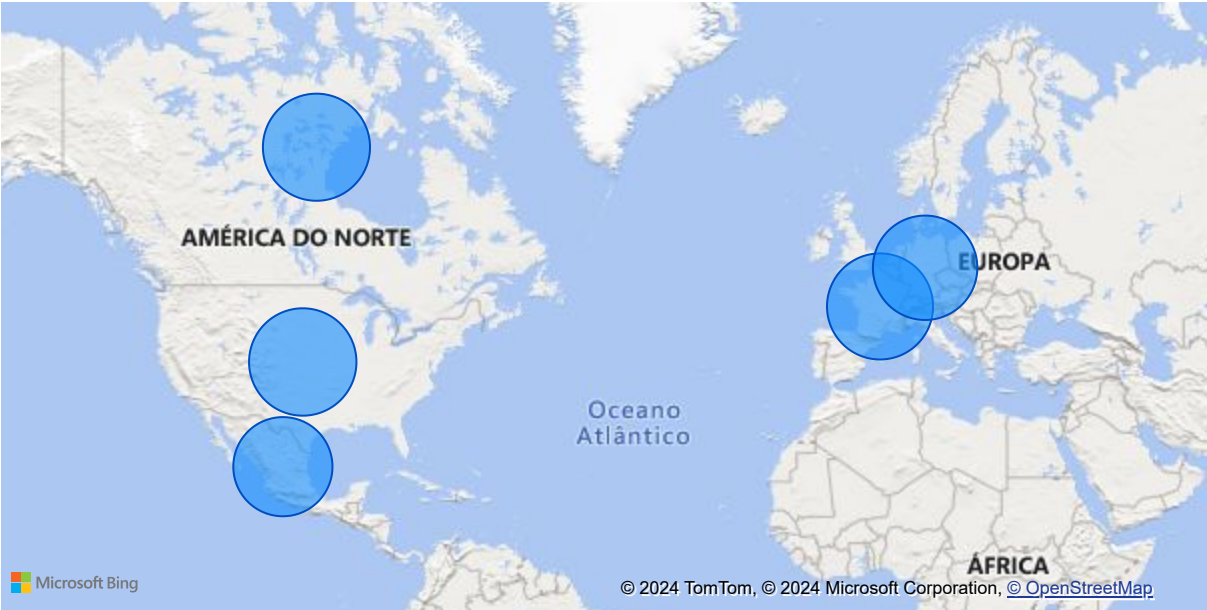 AMÉRICA DO NORTE
EUROPA
Oceano
Atlântico
ÁFRICA
Microsoft Bing
© 2024 TomTom, © 2024 Microsoft Corporation, © OpenStreetMap